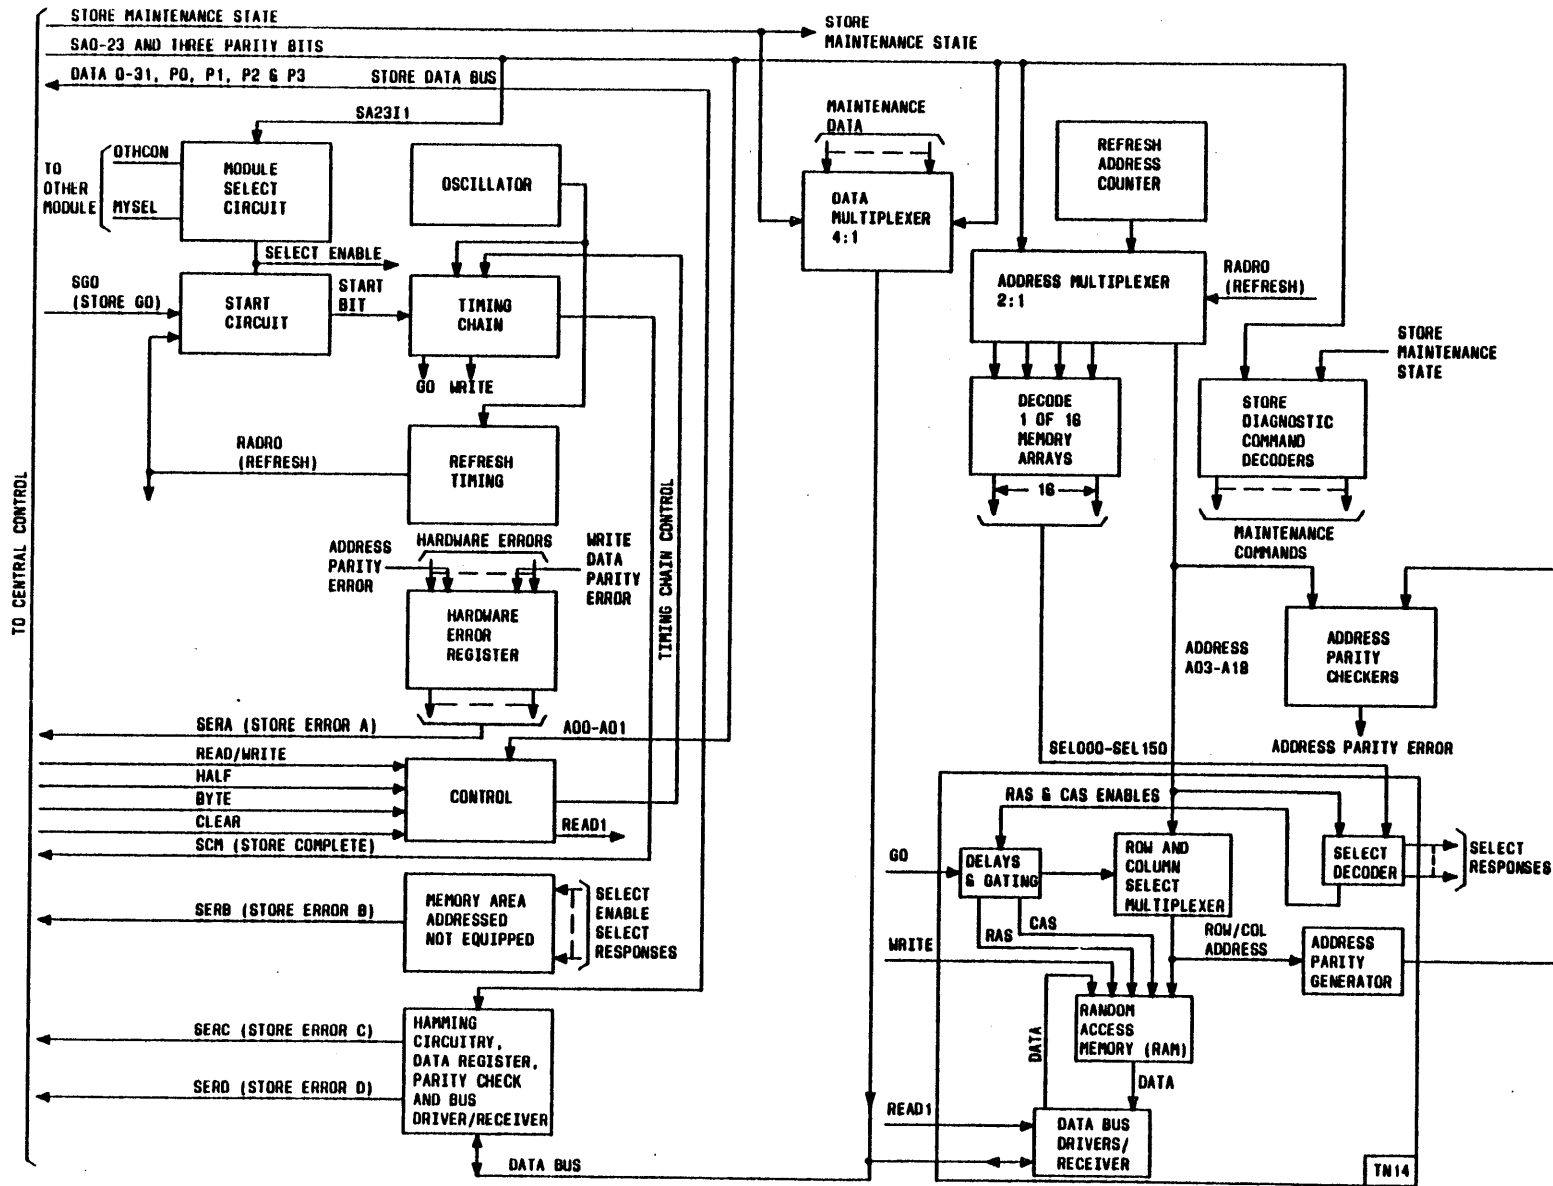 STORE MAINTENANCE STATE
STORE
MAINTENANCE STATE
SA0-23 AND THREE PARITY BITS
DATA 0-31, P0, P1, P2 & P3
STORE DATA BUS
SA23I1
TO
OTHER
MODULE
OTHCON
MYSEL
MODULE
SELECT
CIRCUIT
OSCILLATOR
MAINTENANCE
DATA
DATA
MULTIPLEXER
4:1
REFRESH
ADDRESS
COUNTER
SELECT ENABLE
SGO
(STORE GO)
START
CIRCUIT
START
BIT
TIMING
CHAIN
GO
WRITE
ADDRESS MULTIPLEXER
2:1
RADRO
(REFRESH)
STORE
MAINTENANCE
STATE
DECODE
1 OF 16
MEMORY
ARRAYS
16
STORE
DIAGNOSTIC
COMMAND
DECODERS
MAINTENANCE
COMMANDS
RADRO
(REFRESH)
REFRESH
TIMING
TO CENTRAL CONTROL
TIMING CHAIN CONTROL
HARDWARE ERRORS
ADDRESS
PARITY
ERROR
WRITE
DATA
PARITY
ERROR
HARDWARE
ERROR
REGISTER
ADDRESS
A03-A18
ADDRESS
PARITY
CHECKERS
ADDRESS PARITY ERROR
SERA (STORE ERROR A)
A00-A01
READ/WRITE
HALF
BYTE
CLEAR
CONTROL
READ1
SCM (STORE COMPLETE)
SEL000-SEL150
RAS & CAS ENABLES
GO
DELAYS
& GATING
ROW AND
COLUMN
SELECT
MULTIPLEXER
SELECT
DECODER
SELECT
RESPONSES
SERB (STORE ERROR B)
MEMORY AREA
ADDRESSED
NOT EQUIPPED
SELECT
ENABLE
SELECT
RESPONSES
RAS
CAS
WRITE
ROW/COL
ADDRESS
ADDRESS
PARITY
GENERATOR
SERC (STORE ERROR C)
SERD (STORE ERROR D)
HAMMING
CIRCUITRY,
DATA REGISTER,
PARITY CHECK
AND BUS
DRIVER/RECEIVER
DATA
RANDOM
ACCESS
MEMORY (RAM)
DATA
READ1
DATA BUS
DRIVERS/
RECEIVER
DATA BUS
TN14